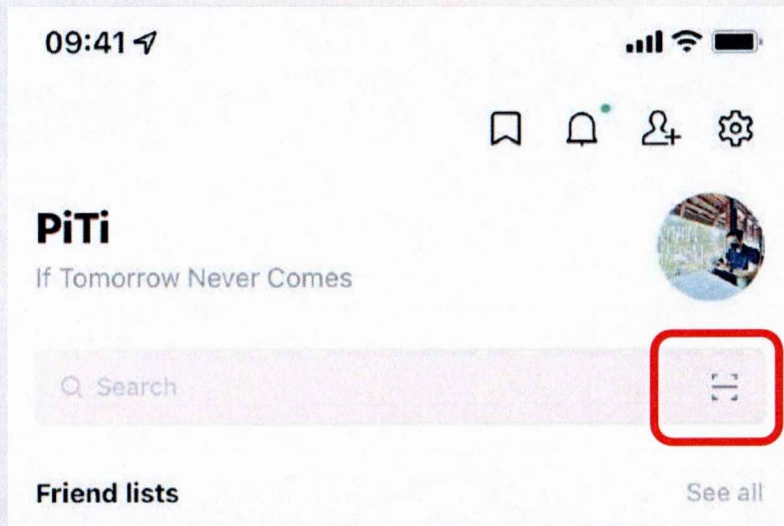 09:41
PiTi
If Tomorrow Never Comes
Search
Friend lists
See all